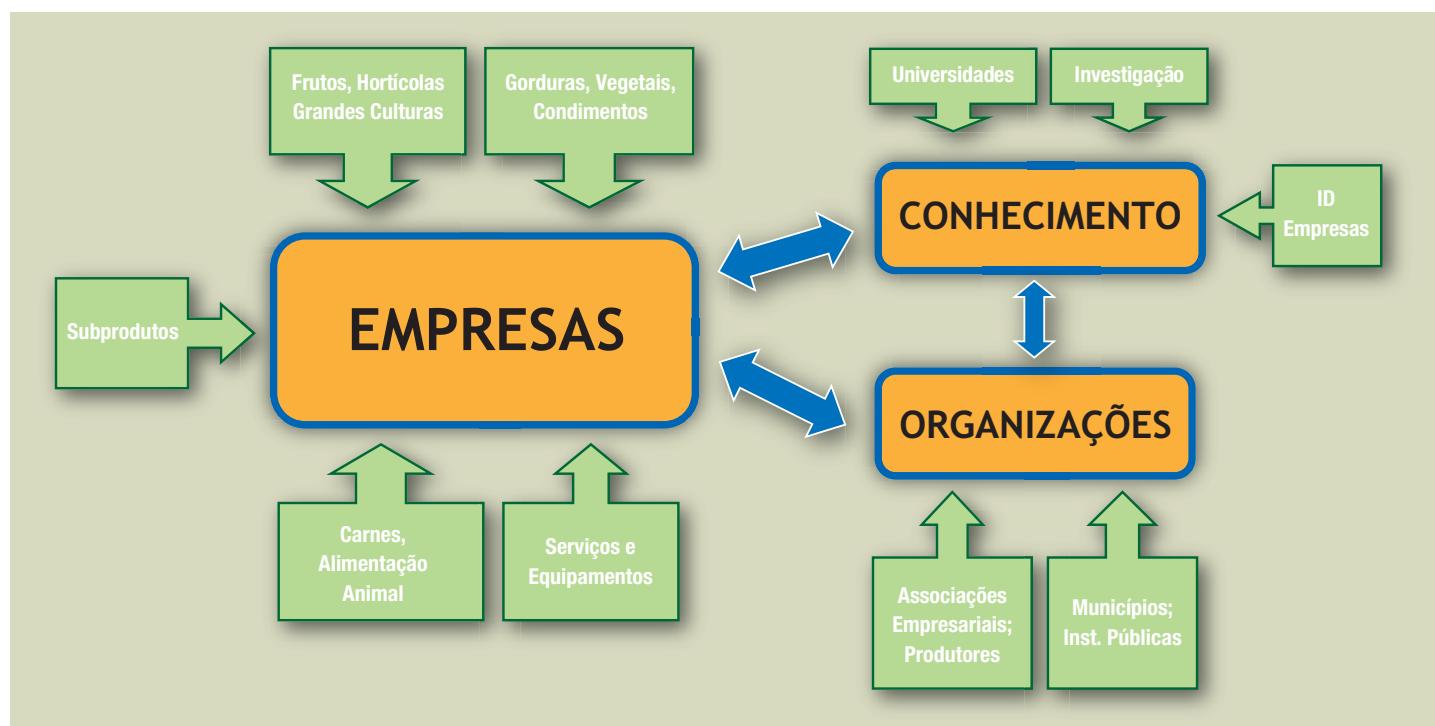 Frutos, Hortícolas
Grandes Culturas
Gorduras, Vegetais,
Condimentos
Universidades
Investigação
CONHECIMENTO
ID
Empresas
Subprodutos
EMPRESAS
ORGANIZAÇÕES
Carnes,
Alimentação
Animal
Serviços e
Equipamentos
Associações
Empresariais;
Produtores
Municípios;
Inst. Públicas